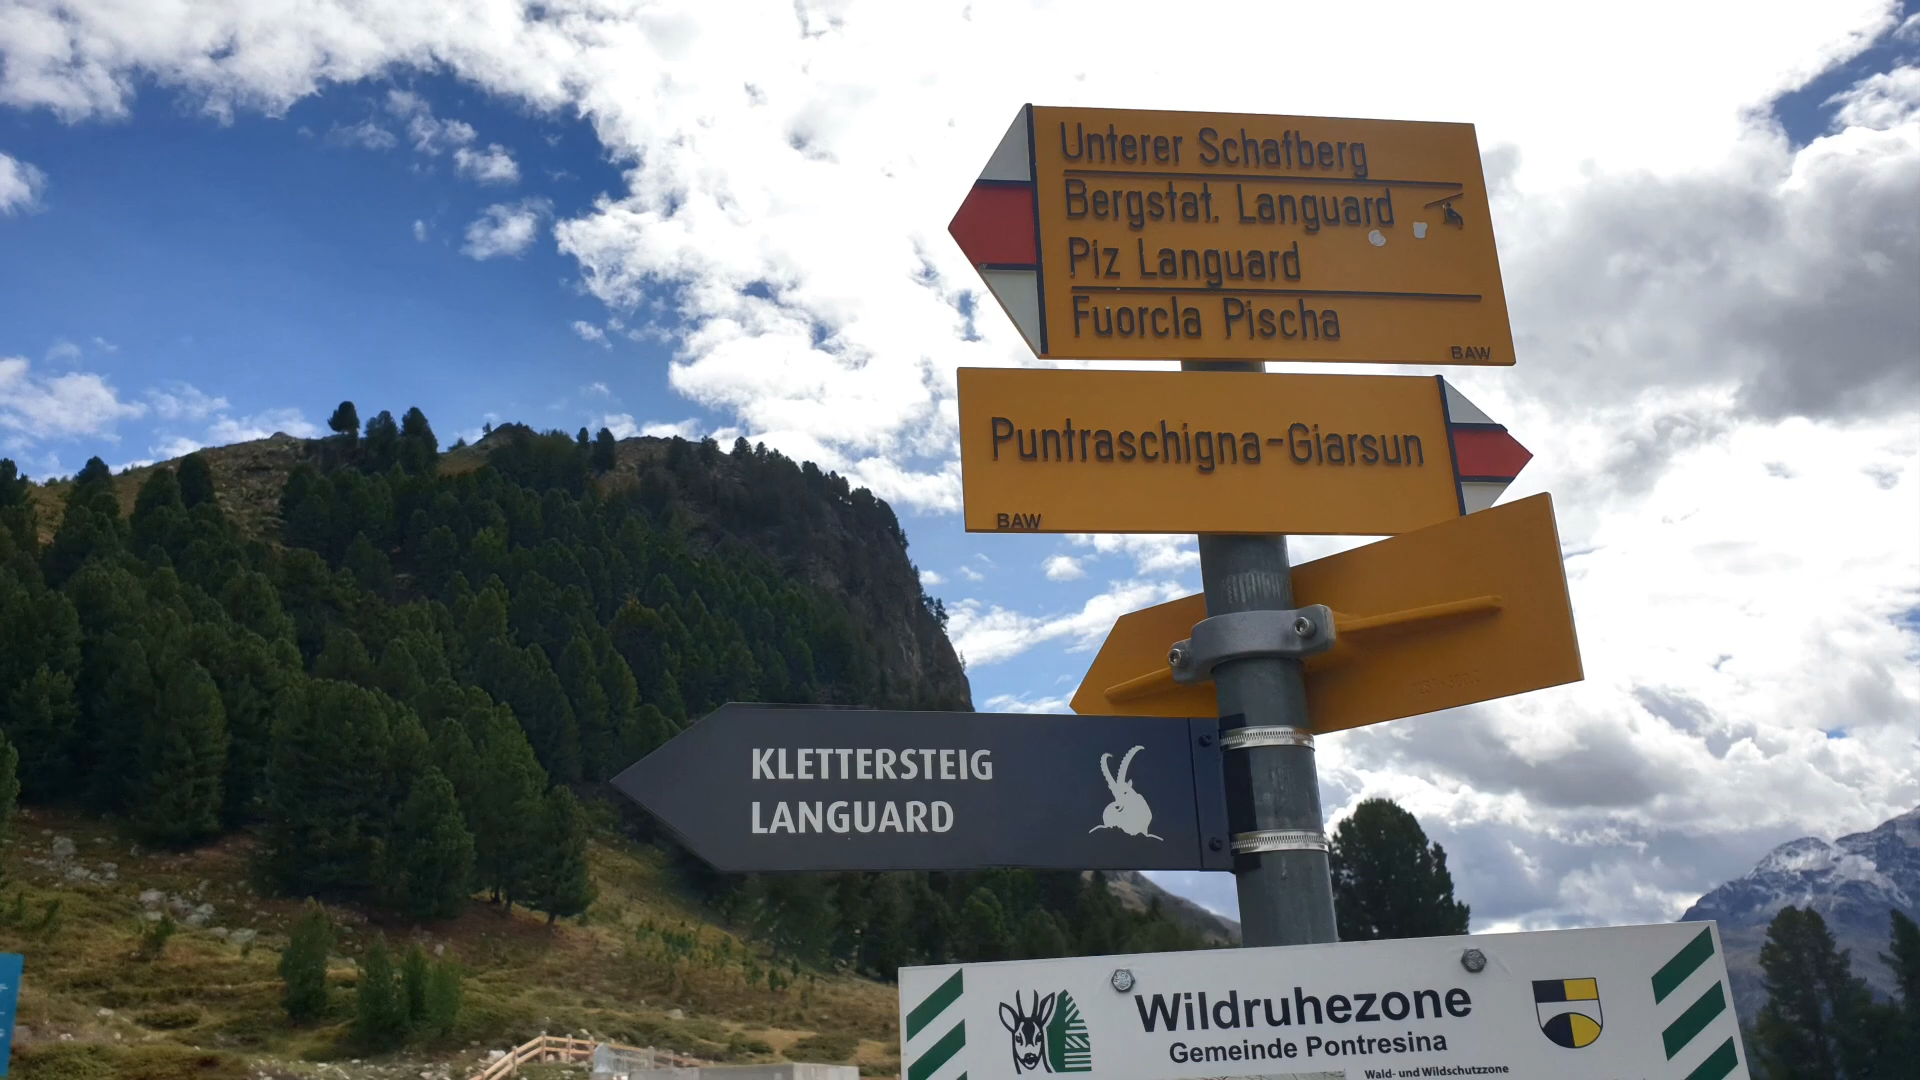 Unterer Schafberg
Bergstat. Languard
Piz Languard
Fuorcla Pischa
BAW
Puntraschigna-Giarsun
BAW
KLETTERSTEIG
LANGUARD
Wildruhezone
Gemeinde Pontresina
Wald- und Wildschutzzone